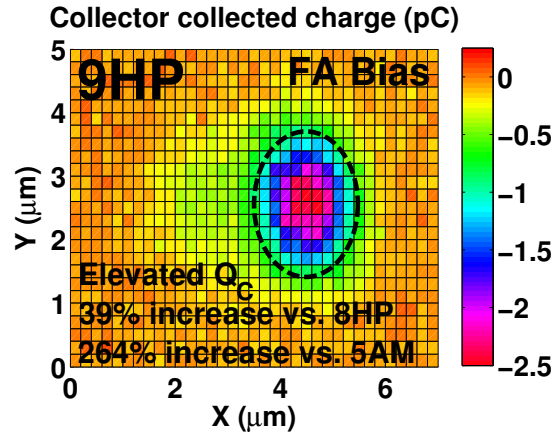 Collector collected charge (pC)
9HP FA Bias
Elevated Q_C
39% increase vs. 8HP
264% increase vs. 5AM
5
4
3
2
1
0
Y (μm)
0 2 4 6
X (μm)
0
−0.5
−1
−1.5
−2
−2.5